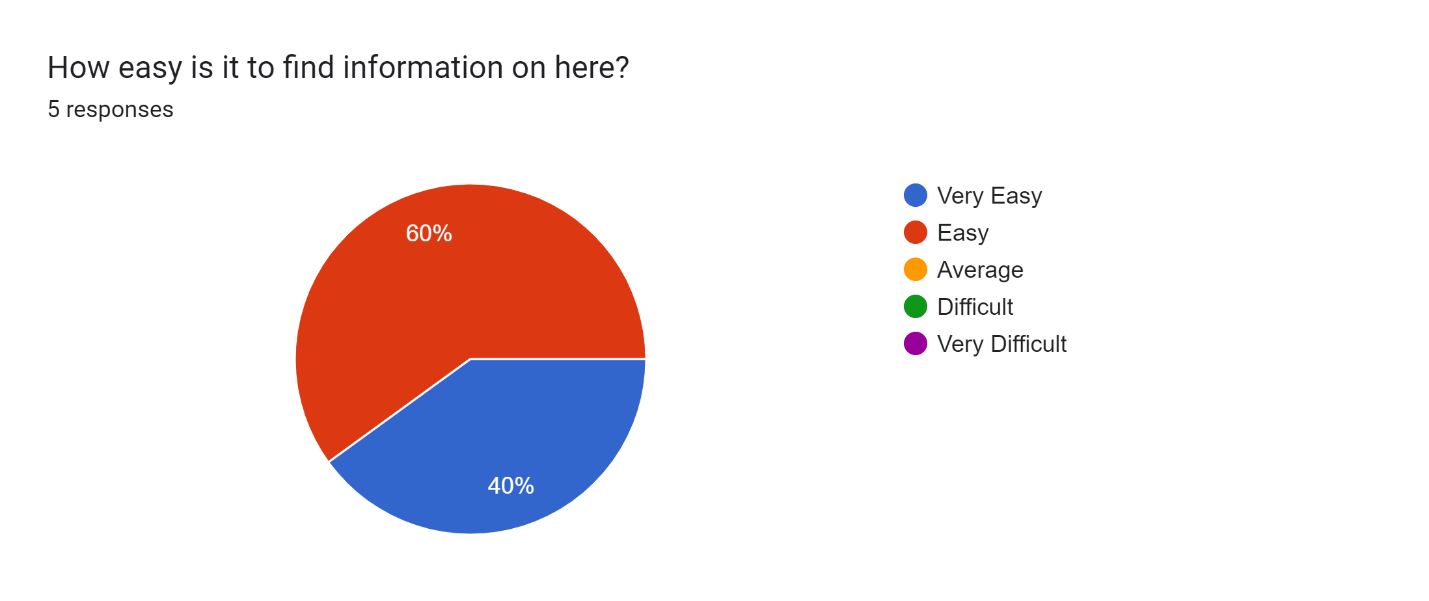 How easy is it to find information on here?
5 responses
60%
40%
Very Easy
Easy
Average
Difficult
Very Difficult